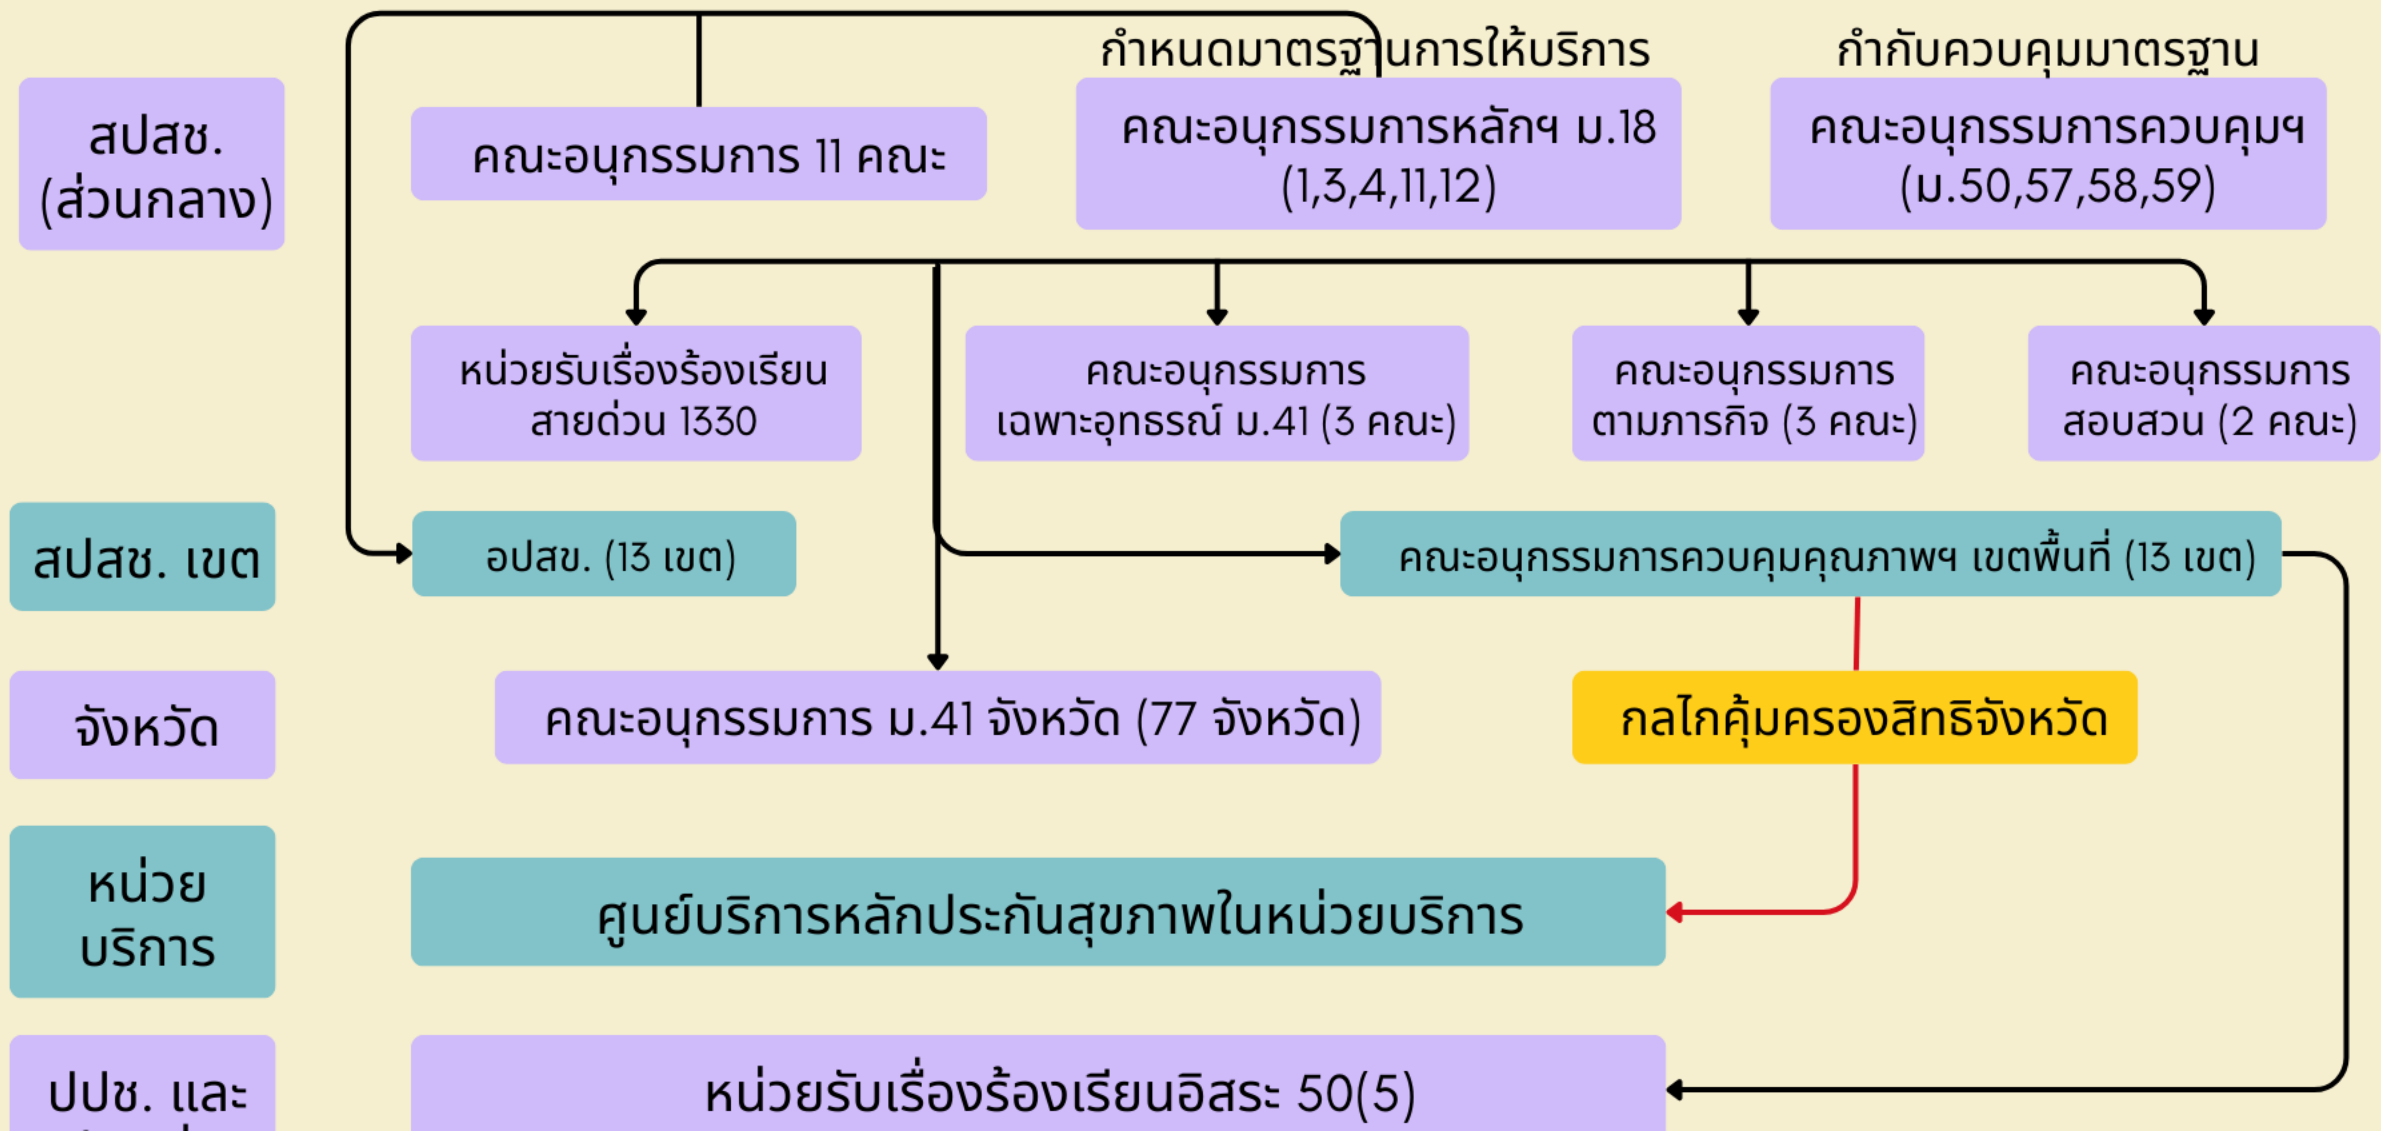 กำหนดมาตรฐานการให้บริการ
กำกับควบคุมมาตรฐาน
สปสช.
(ส่วนกลาง)
คณะอนุกรรมการ 11 คณะ
คณะอนุกรรมการหลักฯ ม.18
(1,3,4,11,12)
คณะอนุกรรมการควบคุมฯ
(ม.50,57,58,59)
หน่วยรับเรื่องร้องเรียน
สายด่วน 1330
คณะอนุกรรมการ
เฉพาะอุทธรณ์ ม.41 (3 คณะ)
คณะอนุกรรมการ
ตามภารกิจ (3 คณะ)
คณะอนุกรรมการ
สอบสวน (2 คณะ)
สปสช. เขต
อปสข. (13 เขต)
คณะอนุกรรมการควบคุมคุณภาพฯ เขตพื้นที่ (13 เขต)
จังหวัด
คณะอนุกรรมการ ม.41 จังหวัด (77 จังหวัด)
กลไกคุ้มครองสิทธิจังหวัด
หน่วย
บริการ
ศูนย์บริการหลักประกันสุขภาพในหน่วยบริการ
ปปช. และ
หน่วยรับเรื่องร้องเรียนอิสระ 50(5)